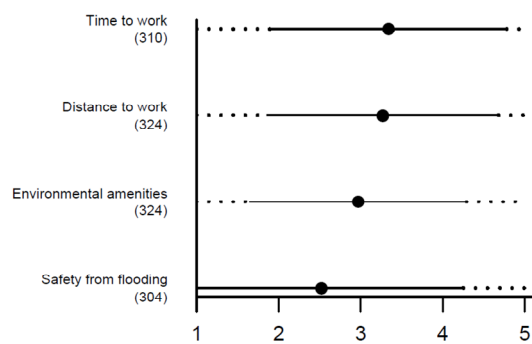 Time to work
(310)
Distance to work
(324)
Environmental amenities
(324)
Safety from flooding
(304)
1 2 3 4 5